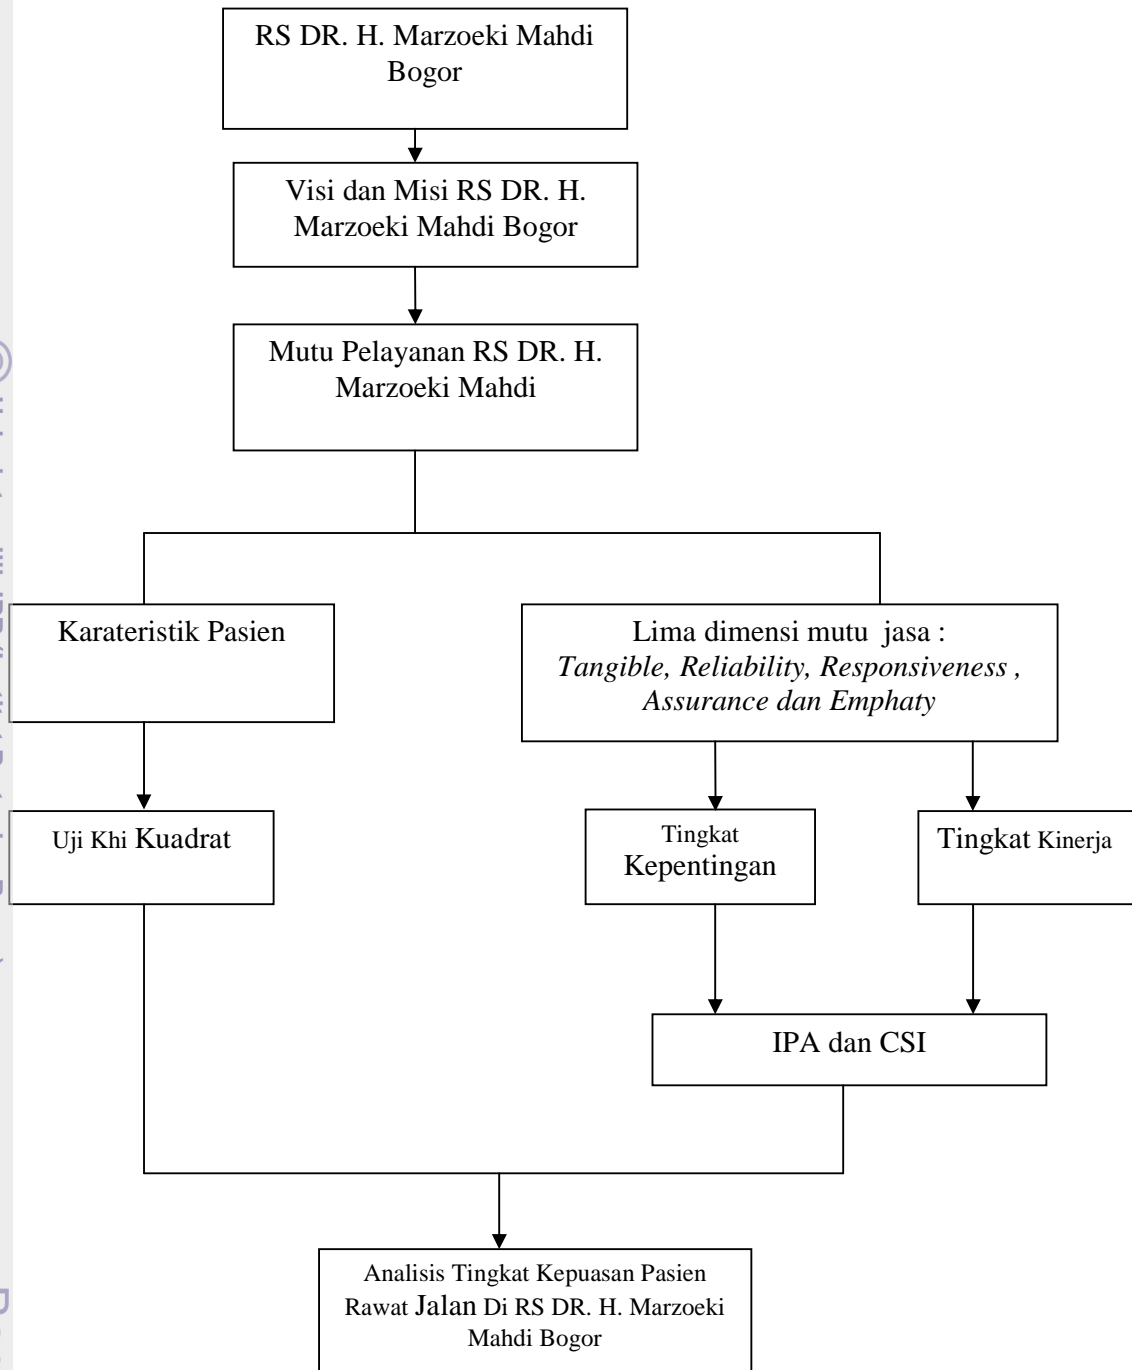 RS DR. H. Marzoeki Mahdi
Bogor
Visi dan Misi RS DR. H.
Marzoeki Mahdi Bogor
Mutu Pelayanan RS DR. H.
Marzoeki Mahdi
Karateristik Pasien
Lima dimensi mutu jasa :
Tangible, Reliability, Responsiveness ,
Assurance dan Emphaty
Uji Khi Kuadrat
Tingkat
Kepentingan
Tingkat Kinerja
IPA dan CSI
Analisis Tingkat Kepuasan Pasien
Rawat Jalan Di RS DR. H. Marzoeki
Mahdi Bogor